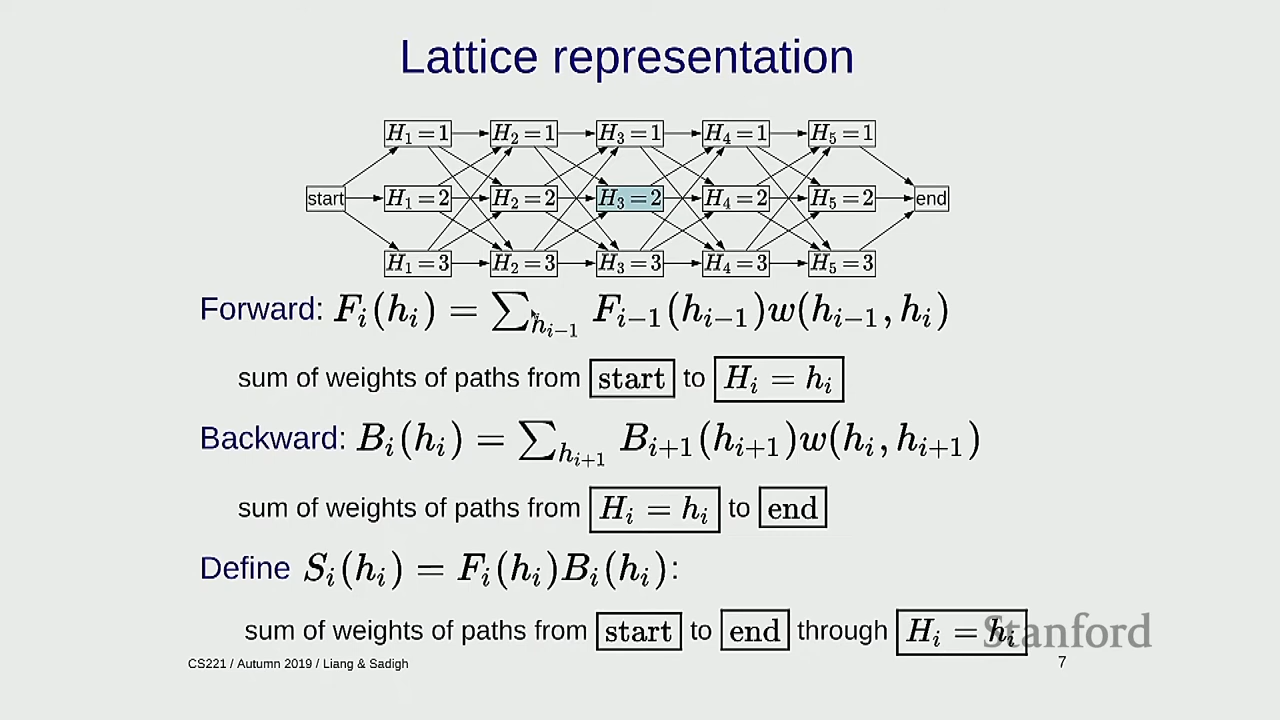 Lattice representation
H₁ = 1 H₂ = 1 H₃ = 1 H₄ = 1 H₅ = 1
start H₁ = 2 H₂ = 2 H₃ = 2 H₄ = 2 H₅ = 2 end
H₁ = 3 H₂ = 3 H₃ = 3 H₄ = 3 H₅ = 3
Forward: Fᵢ(hᵢ) = ∑_{hᵢ₋₁} Fᵢ₋₁(hᵢ₋₁)w(hᵢ₋₁, hᵢ)
sum of weights of paths from start to Hᵢ = hᵢ
Backward: Bᵢ(hᵢ) = ∑_{hᵢ₊₁} Bᵢ₊₁(hᵢ₊₁)w(hᵢ, hᵢ₊₁)
sum of weights of paths from Hᵢ = hᵢ to end
Define Sᵢ(hᵢ) = Fᵢ(hᵢ)Bᵢ(hᵢ):
sum of weights of paths from start to end through Hᵢ = hᵢ
Stanford
CS221 / Autumn 2019 / Liang & Sadigh 7